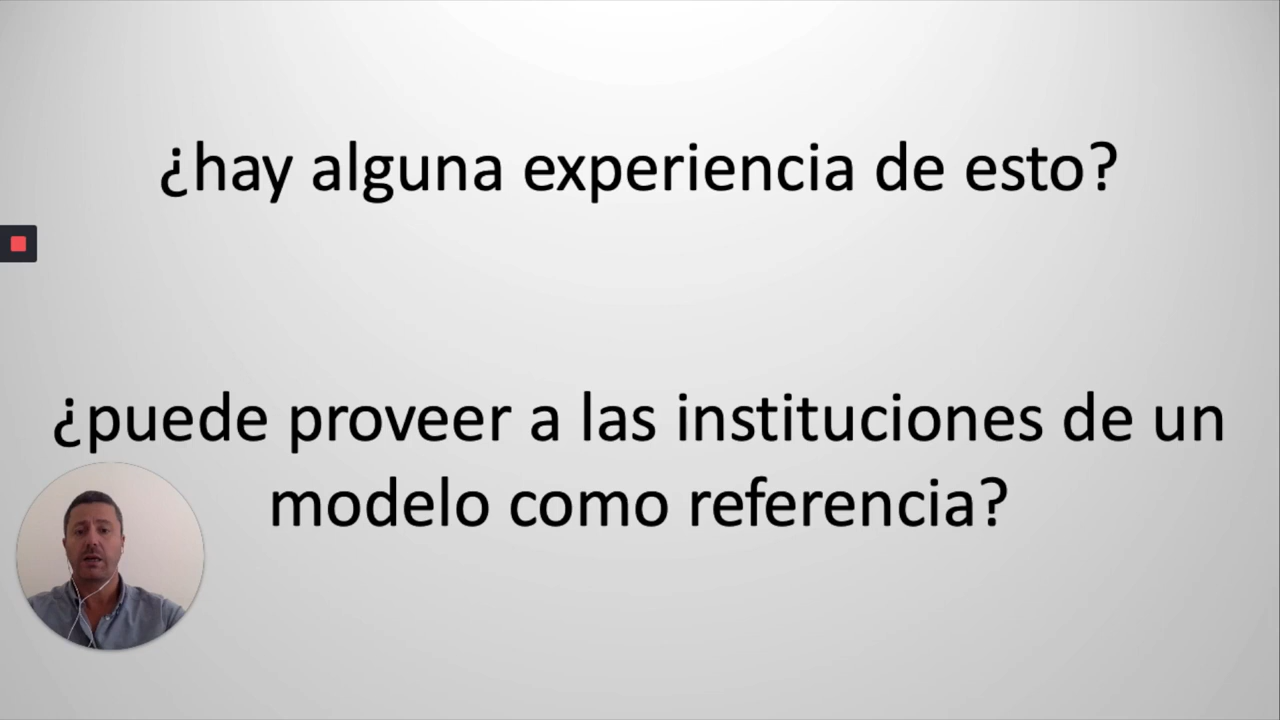 ¿hay alguna experiencia de esto?
¿puede proveer a las instituciones de un
modelo como referencia?